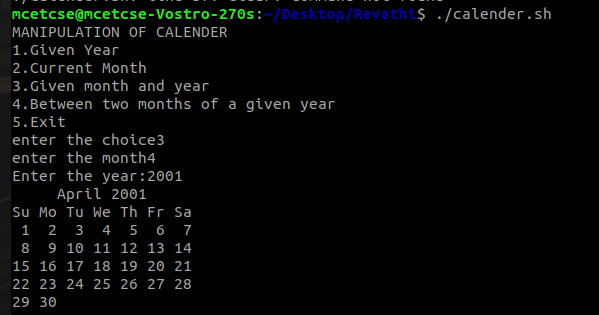 mcetcse@mcetcse-Vostro-270s:~/Desktop/Revathi$ ./calender.sh
MANIPULATION OF CALENDER
1.Given Year
2.Current Month
3.Given month and year
4.Between two months of a given year
5.Exit
enter the choice3
enter the month4
Enter the year:2001
     April 2001
Su Mo Tu We Th Fr Sa
 1  2  3  4  5  6  7
 8  9 10 11 12 13 14
15 16 17 18 19 20 21
22 23 24 25 26 27 28
29 30